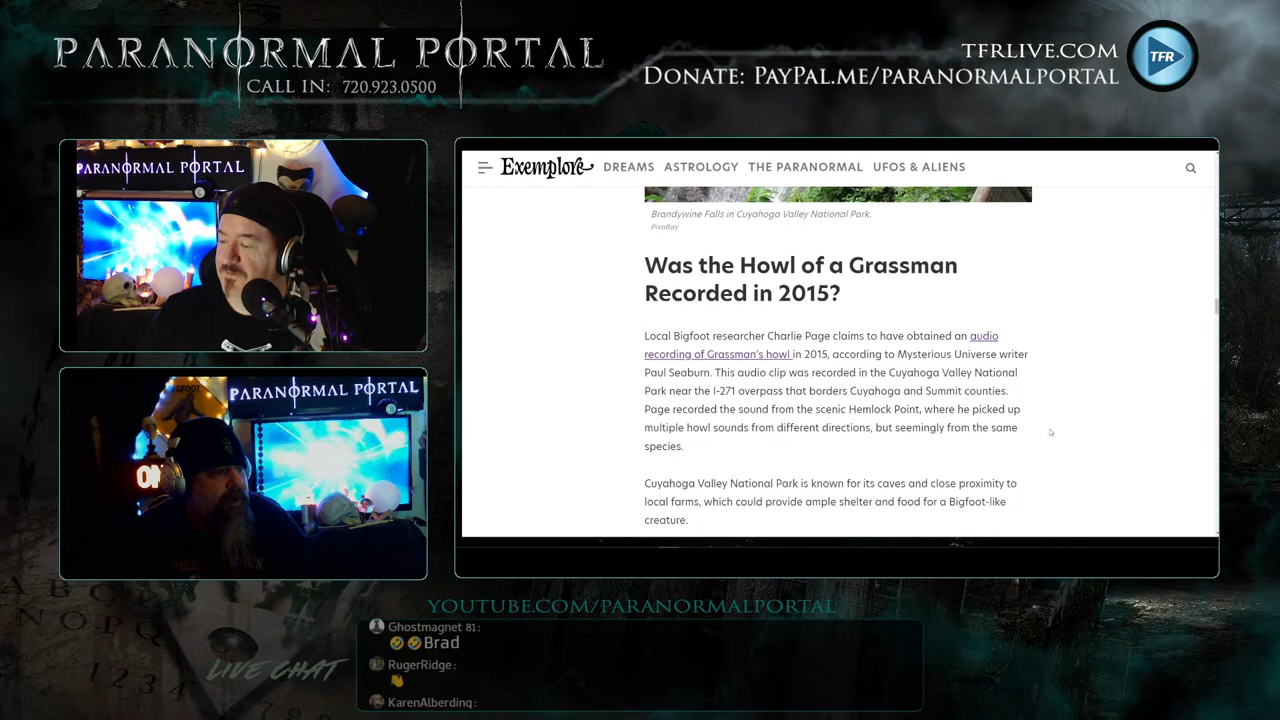 PARANORMAL PORTAL
CALL IN: 720.923.0500
TFRLIVE.COM
DONATE: PAYPAL.ME/PARANORMALPORTAL
TFR
PARANORMAL PORTAL
BIGFOOT
PARANORMAL PORTAL
Exemplore
DREAMS ASTROLOGY THE PARANORMAL UFOS & ALIENS
Brandywine Falls in Cuyahoga Valley National Park.
PixaBay
Was the Howl of a Grassman
Recorded in 2015?
Local Bigfoot researcher Charlie Page claims to have obtained an audio
recording of Grassman's howl in 2015, according to Mysterious Universe writer
Paul Seaburn. This audio clip was recorded in the Cuyahoga Valley National
Park near the I-271 overpass that borders Cuyahoga and Summit counties.
Page recorded the sound from the scenic Hemlock Point, where he picked up
multiple howl sounds from different directions, but seemingly from the same
species.
Cuyahoga Valley National Park is known for its caves and close proximity to
local farms, which could provide ample shelter and food for a Bigfoot-like
creature.
YOUTUBE.COM/PARANORMALPORTAL
A B C D
N O P Q
1 2 3 4
LIVE CHAT
Ghostmagnet 81:
🤣🤣Brad
RugerRidge:
👏
KarenAlberding: